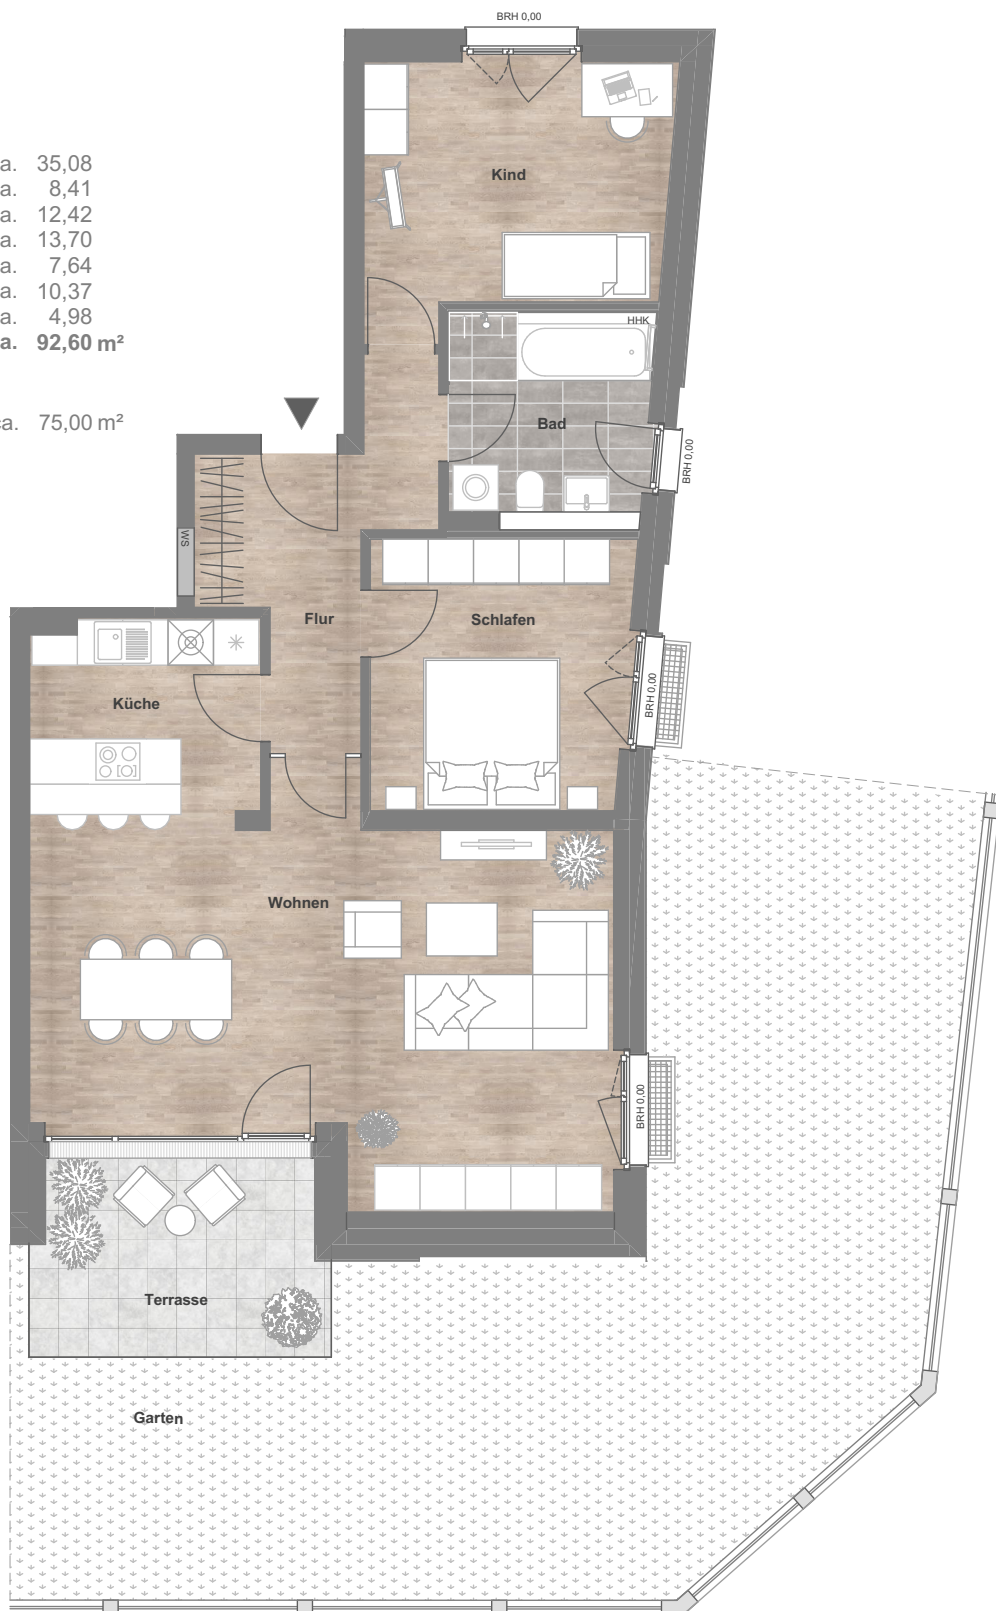 BRH 0,00
a. 35,08
a. 8,41
a. 12,42
a. 13,70
a. 7,64
a. 10,37
a. 4,98
a. 92,60 m²
ca. 75,00 m²
Kind
HHK
Bad
BRH 0,00
WS
Flur
Schlafen
BRH 0,00
Küche
Wohnen
BRH 0,00
Terrasse
Garten